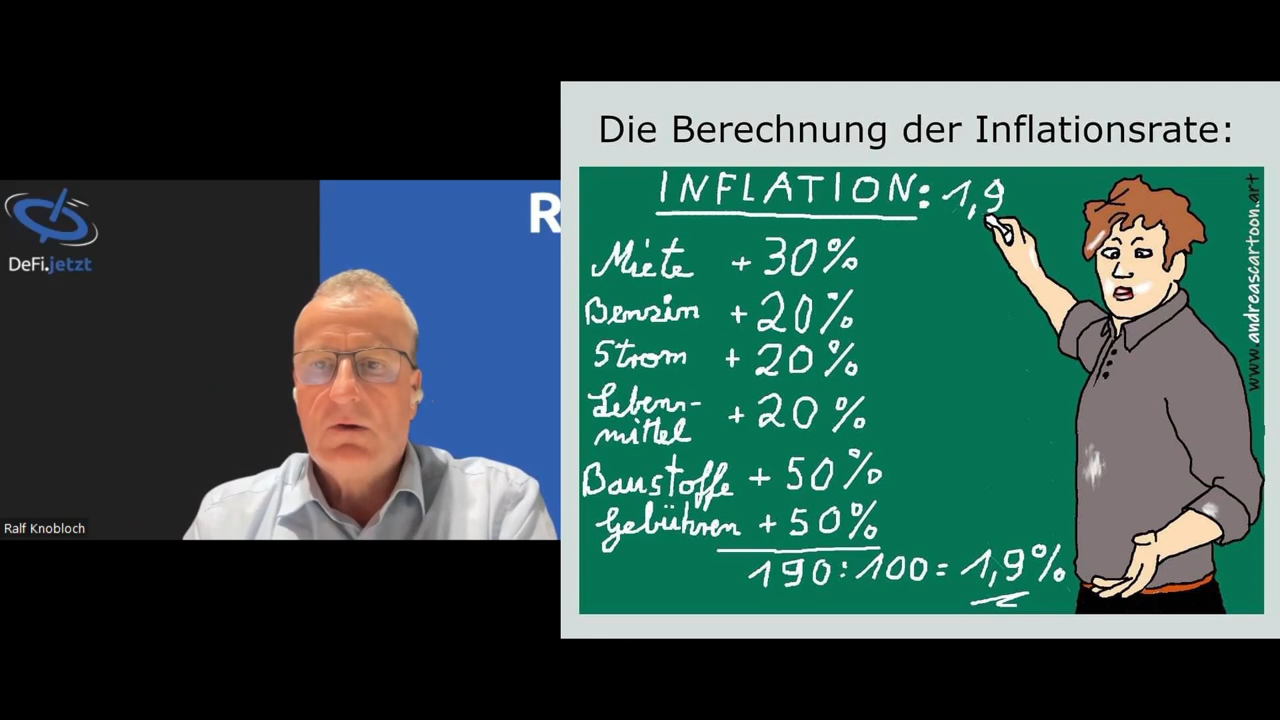 DeFi.jetzt
R
Ralf Knobloch
Die Berechnung der Inflationsrate:
INFLATION: 1,9
Miete + 30%
Benzin + 20%
Strom + 20%
Lebens-
mittel + 20%
Baustoffe + 50%
Gebühren + 50%
190:100= 1,9%
www.andreascartoon.art